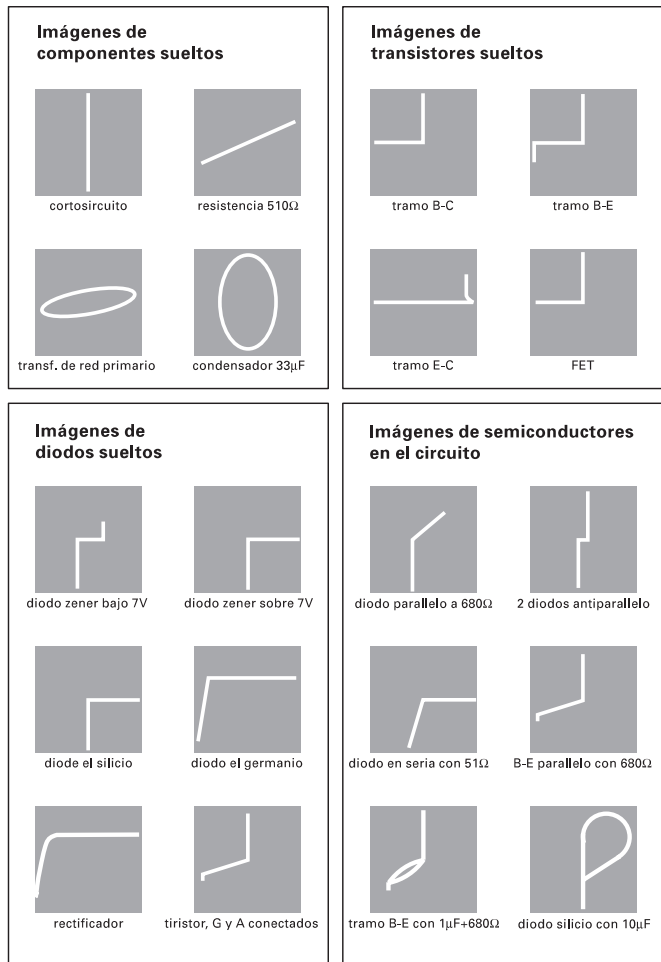 Imágenes de
componentes sueltos
cortosircuito
resistencia 510Ω
transf. de red primario
condensador 33µF
Imágenes de
transistores sueltos
tramo B-C
tramo B-E
tramo E-C
FET
Imágenes de
diodos sueltos
diodo zener bajo 7V
diodo zener sobre 7V
diode el silicio
diodo el germanio
rectificador
tiristor, G y A conectados
Imágenes de semiconductores
en el circuito
diodo parallelo a 680Ω
2 diodos antiparallelo
diodo en seria con 51Ω
B-E parallelo con 680Ω
tramo B-E con 1µF+680Ω
diodo silicio con 10µF